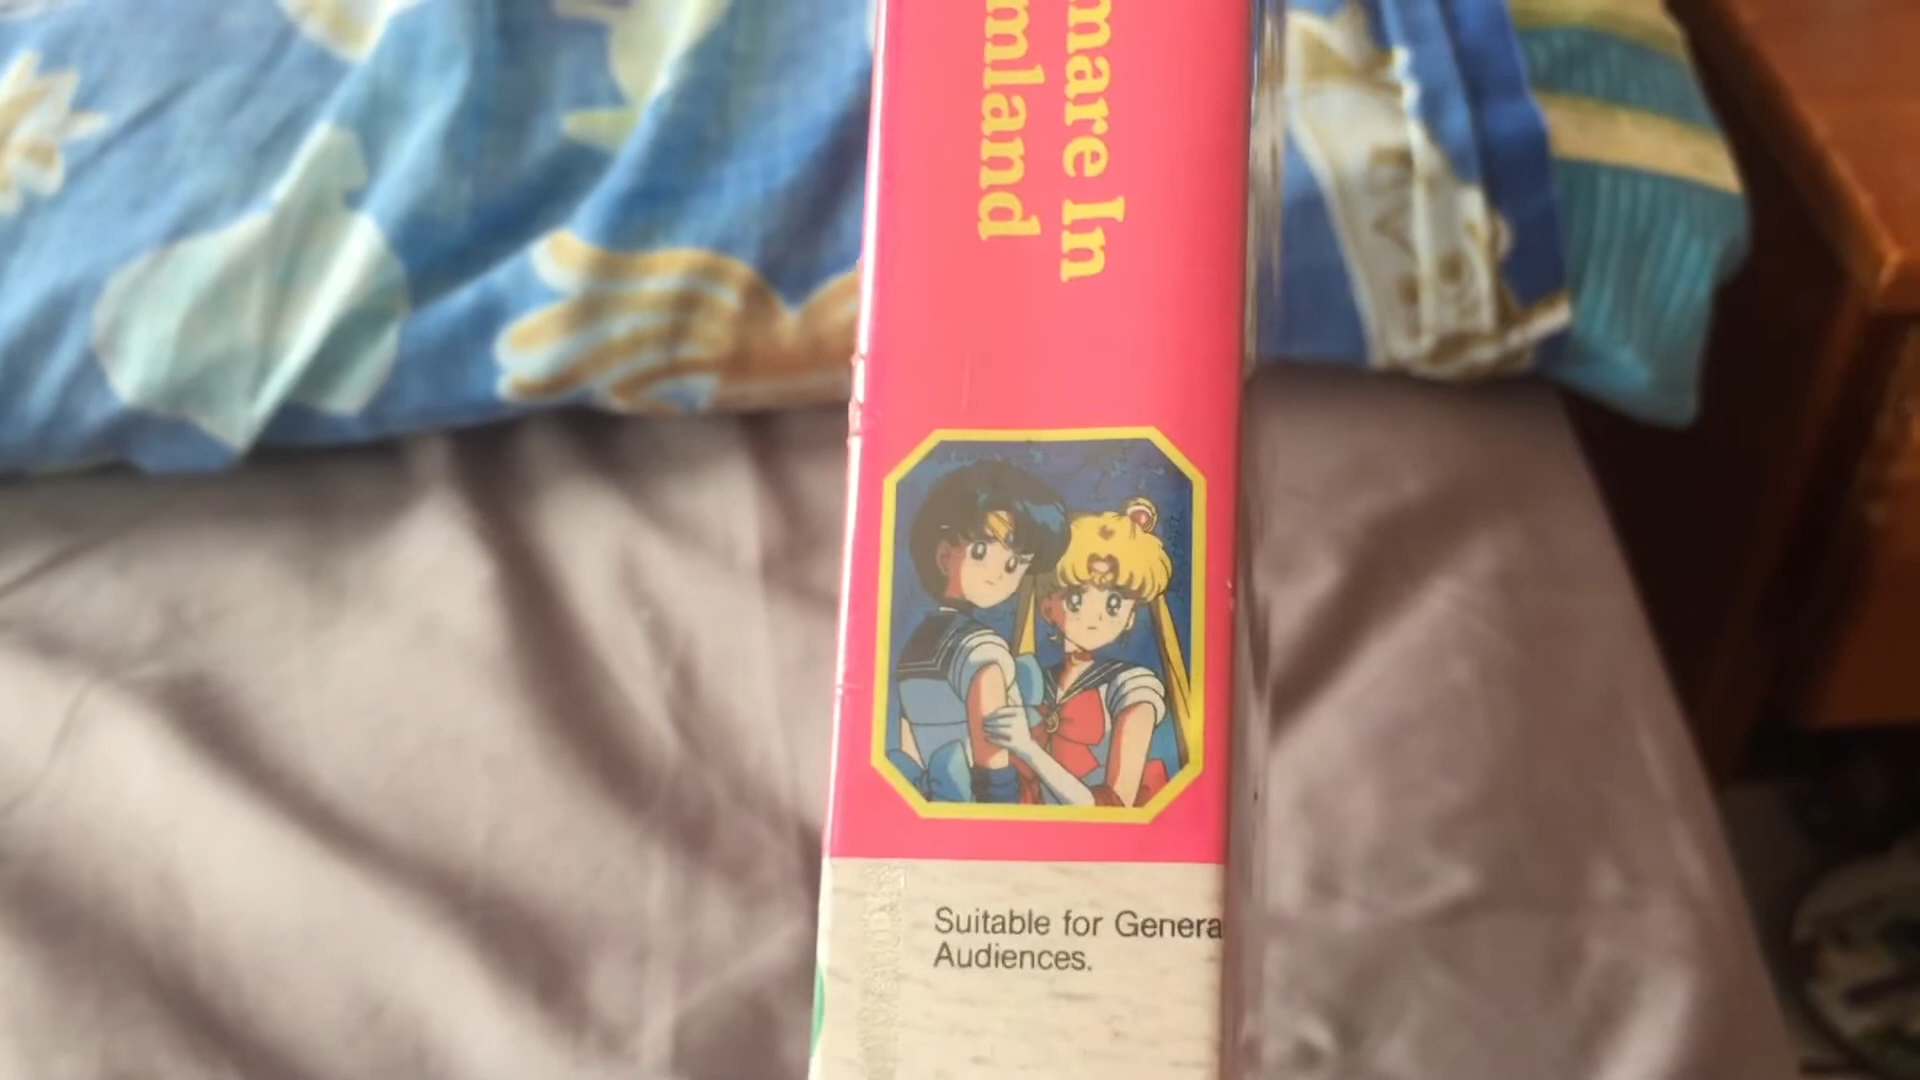 mare In
mland
Suitable for Genera
Audiences.